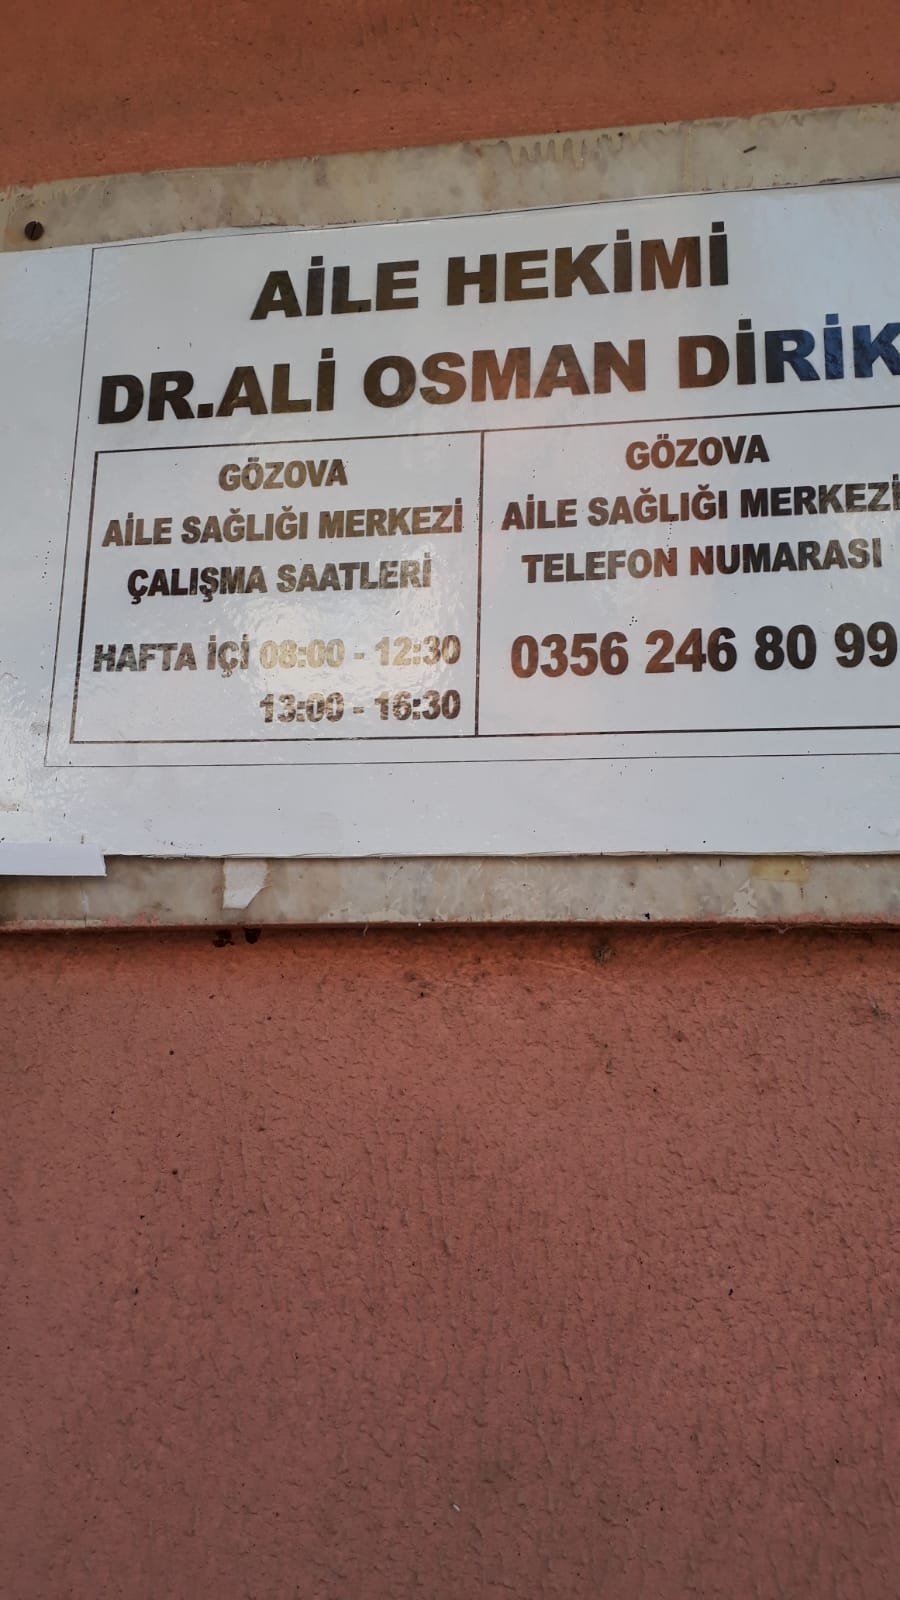 AİLE HEKİMİ
DR.ALİ OSMAN DİRİK
GÖZOVA
AİLE SAĞLIĞI MERKEZİ
ÇALIŞMA SAATLERİ
HAFTA İÇİ 08:00 - 12:30
13:00 - 16:30
GÖZOVA
AİLE SAĞLIĞI MERKEZİ
TELEFON NUMARASI
0356 246 80 99